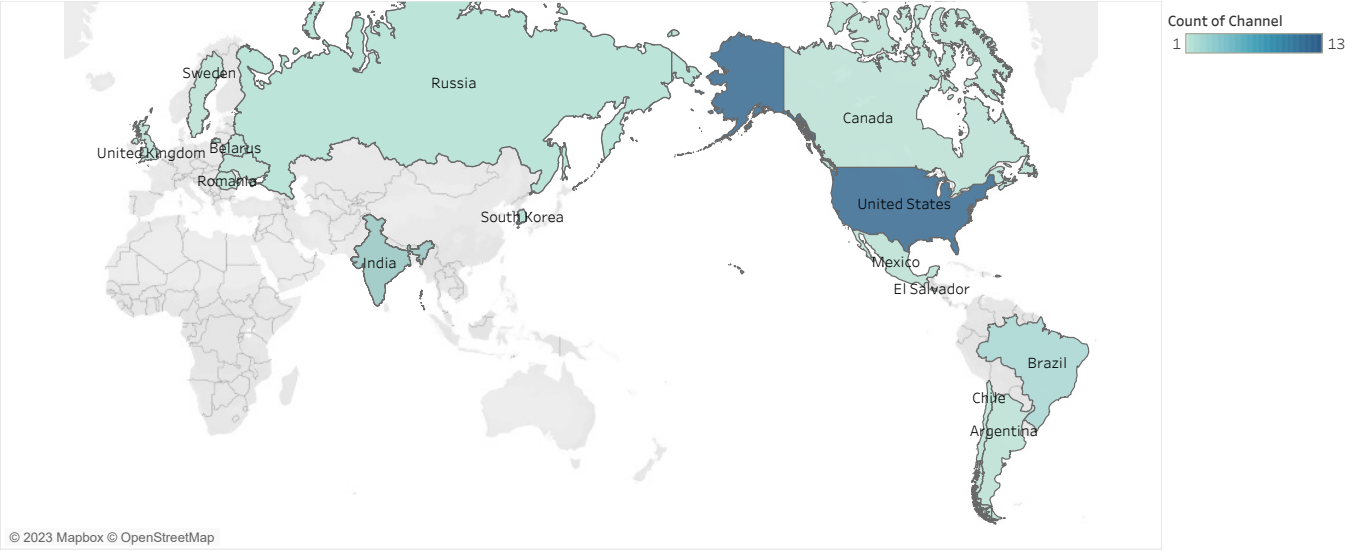 Count of Channel
1 13
Sweden
Russia
Canada
United Kingdom
Belarus
Romania
United States
South Korea
India
Mexico
El Salvador
Brazil
Chile
Argentina
© 2023 Mapbox © OpenStreetMap